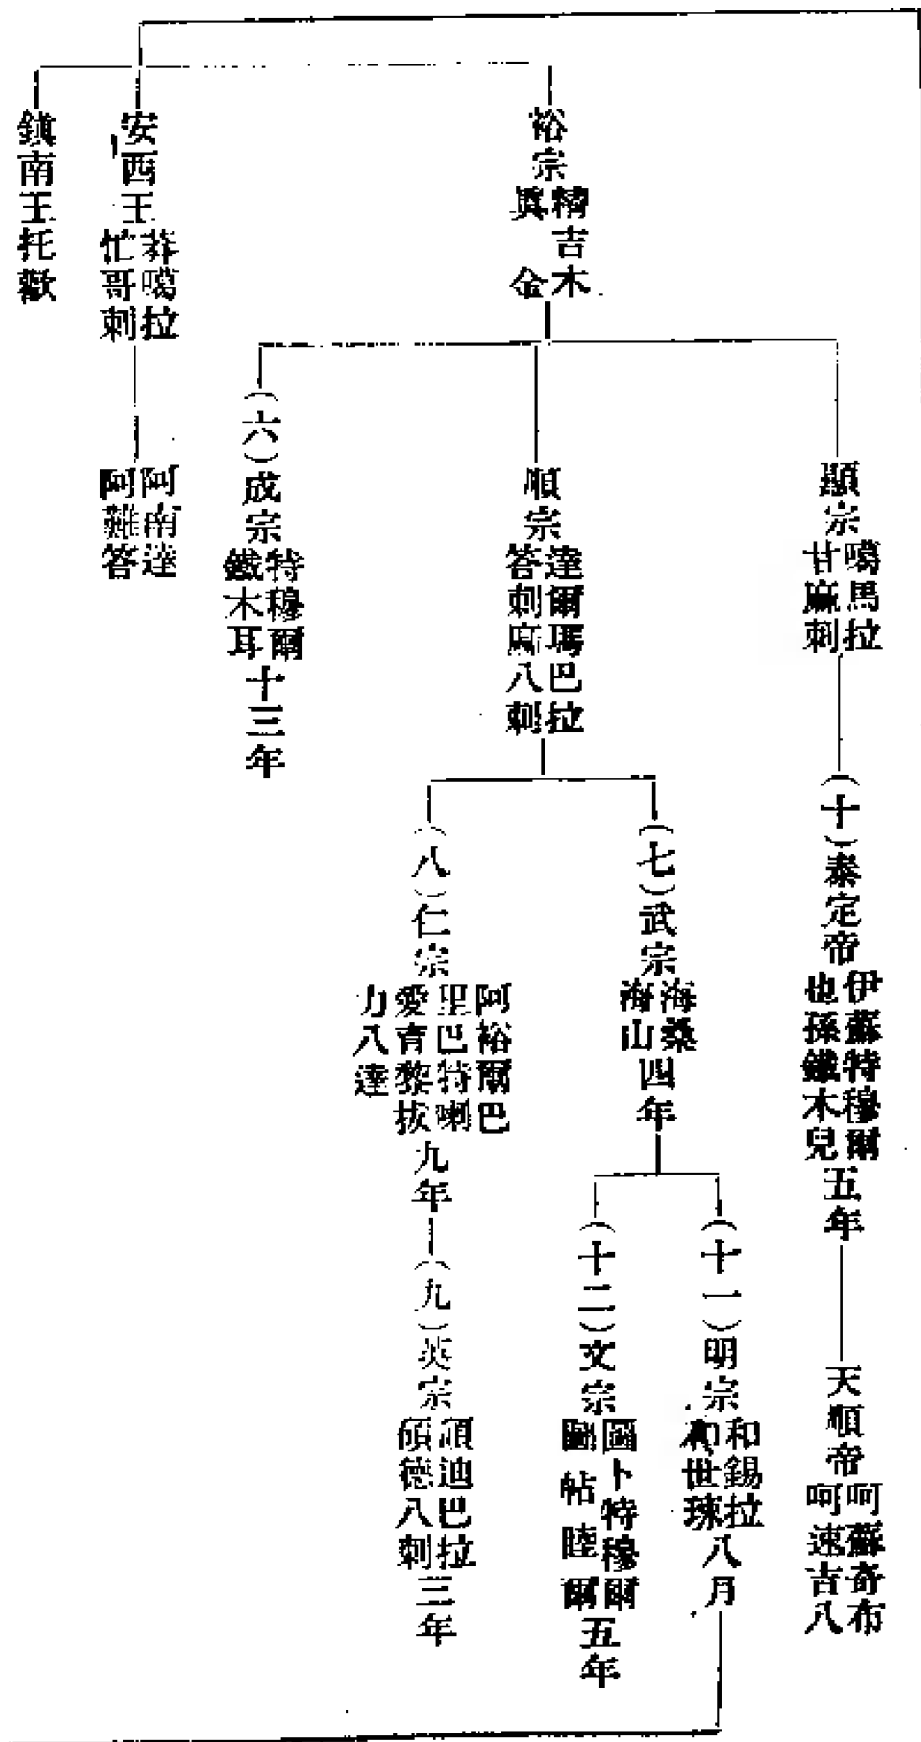 裕宗
精吉木
眞金
安西王
莽噶拉
忙哥剌
阿南達
阿難答
鎮南王托歡
顯宗
噶馬拉
甘麻剌
(十)泰定帝
伊蘇特穆爾
也孫鐵木兒
五年
天順帝
呵蘇奇布
呵速吉八
順宗
達爾瑪巴拉
答剌麻八剌
(七)武宗
海桑
海山
四年
(十一)明宗
和錫拉
和世㻋
八月
(十二)文宗
圖卜特穆爾
圖帖睦爾
五年
(八)仁宗
阿裕爾巴
里巴特喇
愛育黎拔
力八達
九年
(九)英宗
碩迪巴拉
碩德八剌
三年
(六)成宗
特穆爾
鐵木耳
十三年